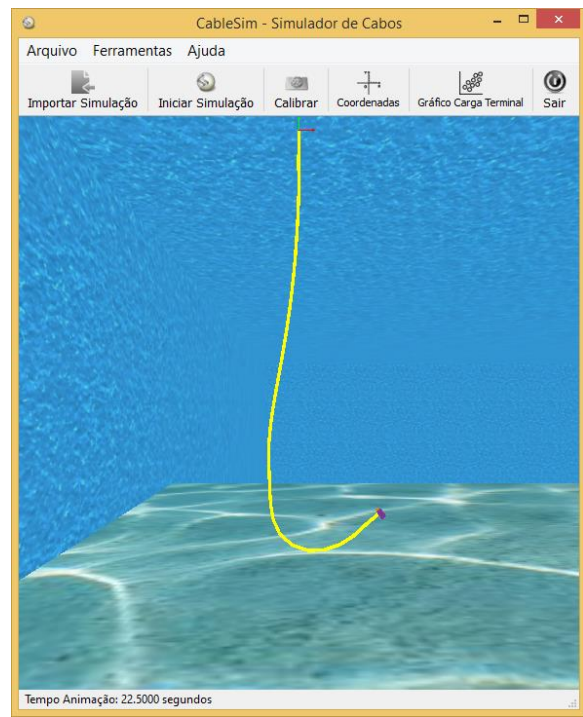 CableSim - Simulador de Cabos
Arquivo Ferramentas Ajuda
Importar Simulação Iniciar Simulação Calibrar Coordenadas Gráfico Carga Terminal Sair
Tempo Animação: 22.5000 segundos